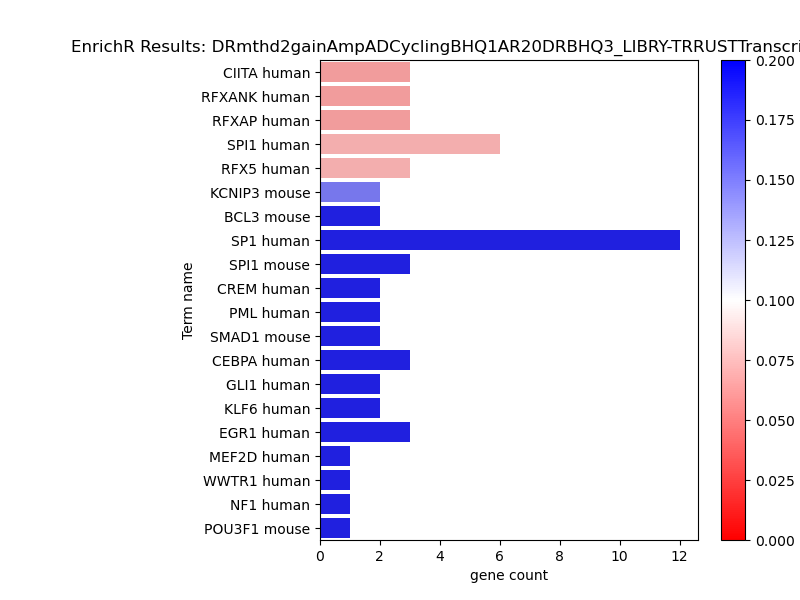 EnrichR Results: DRmthd2gainAmpADCyclingBHQ1AR20DRBHQ3_LIBRY-TRRUSTTranscri
CIITA human
RFXANK human
RFXAP human
SPI1 human
RFX5 human
KCNIP3 mouse
BCL3 mouse
SP1 human
SPI1 mouse
CREM human
PML human
SMAD1 mouse
CEBPA human
GLI1 human
KLF6 human
EGR1 human
MEF2D human
WWTR1 human
NF1 human
POU3F1 mouse
Term name
0 2 4 6 8 10 12
gene count
0.200
0.175
0.150
0.125
0.100
0.075
0.050
0.025
0.000